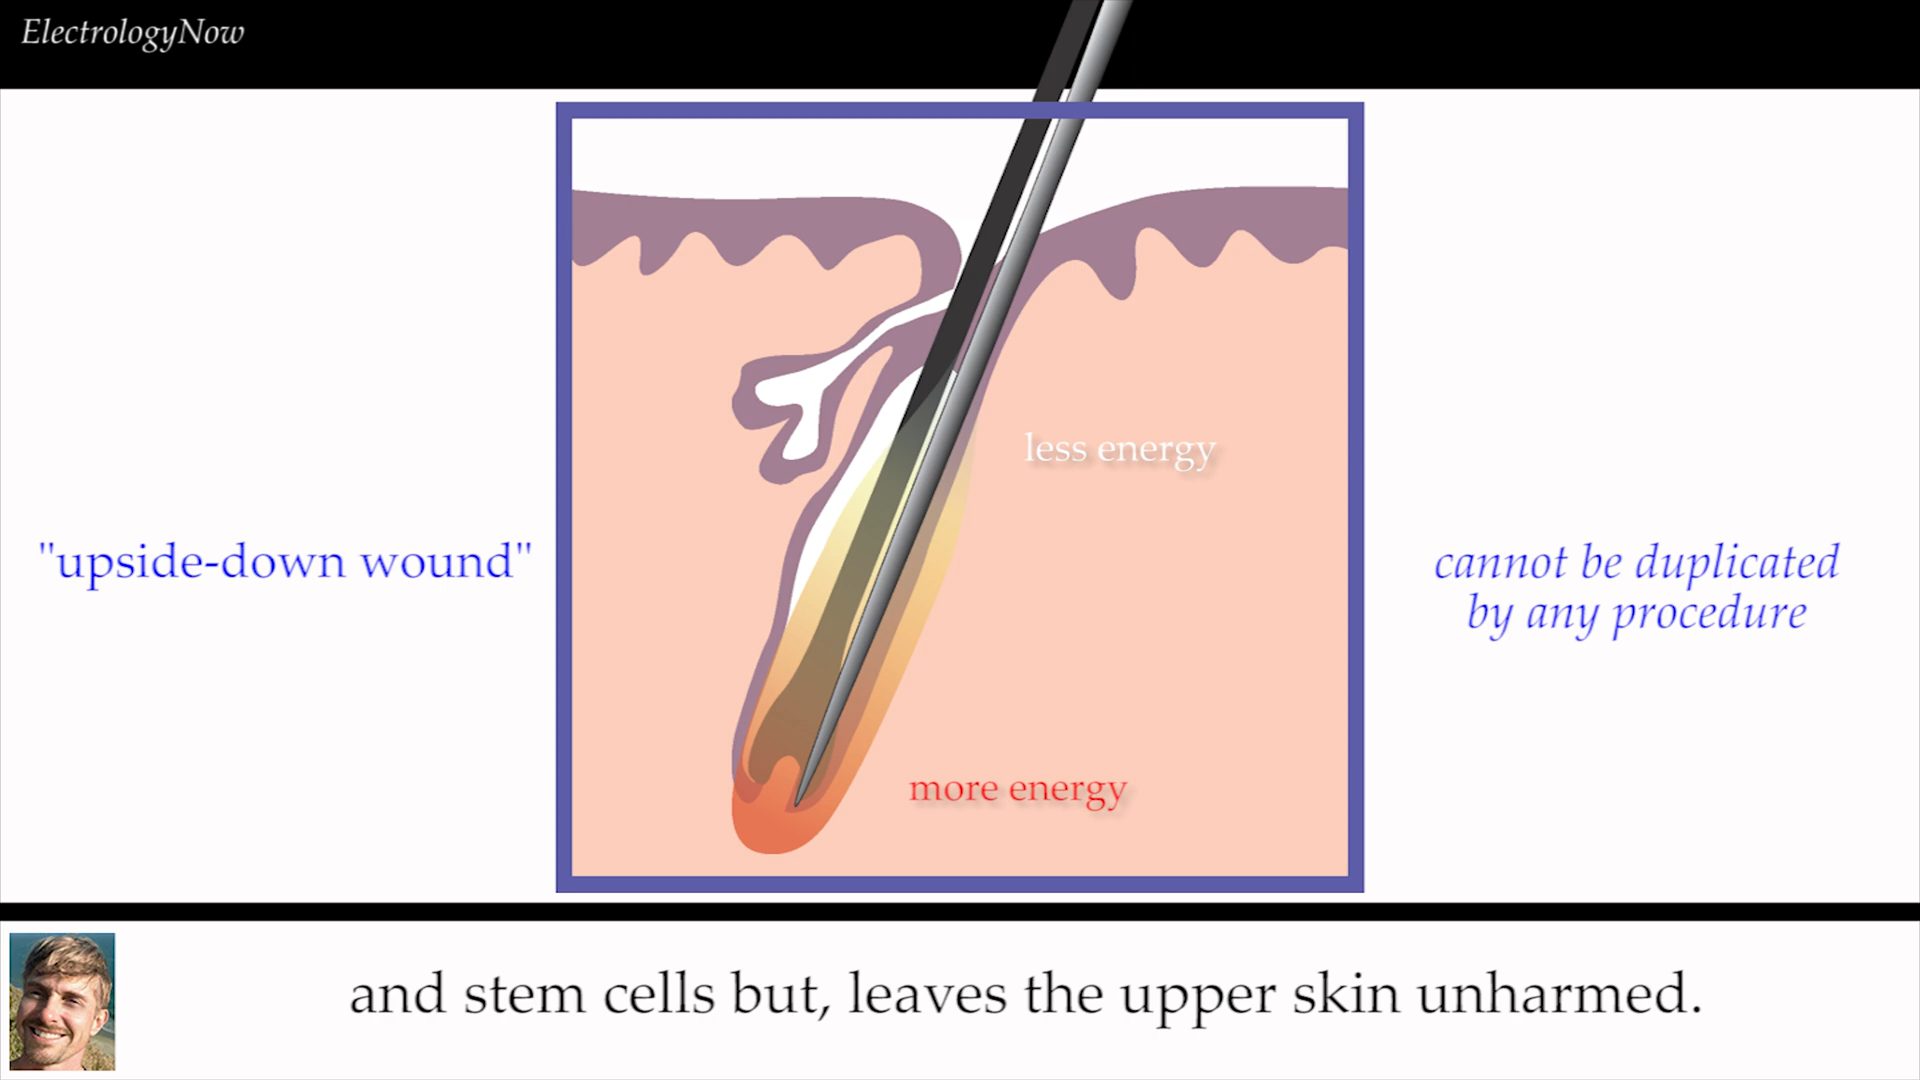 ElectrologyNow
less energy
"upside-down wound"
cannot be duplicated
by any procedure
more energy
and stem cells but, leaves the upper skin unharmed.